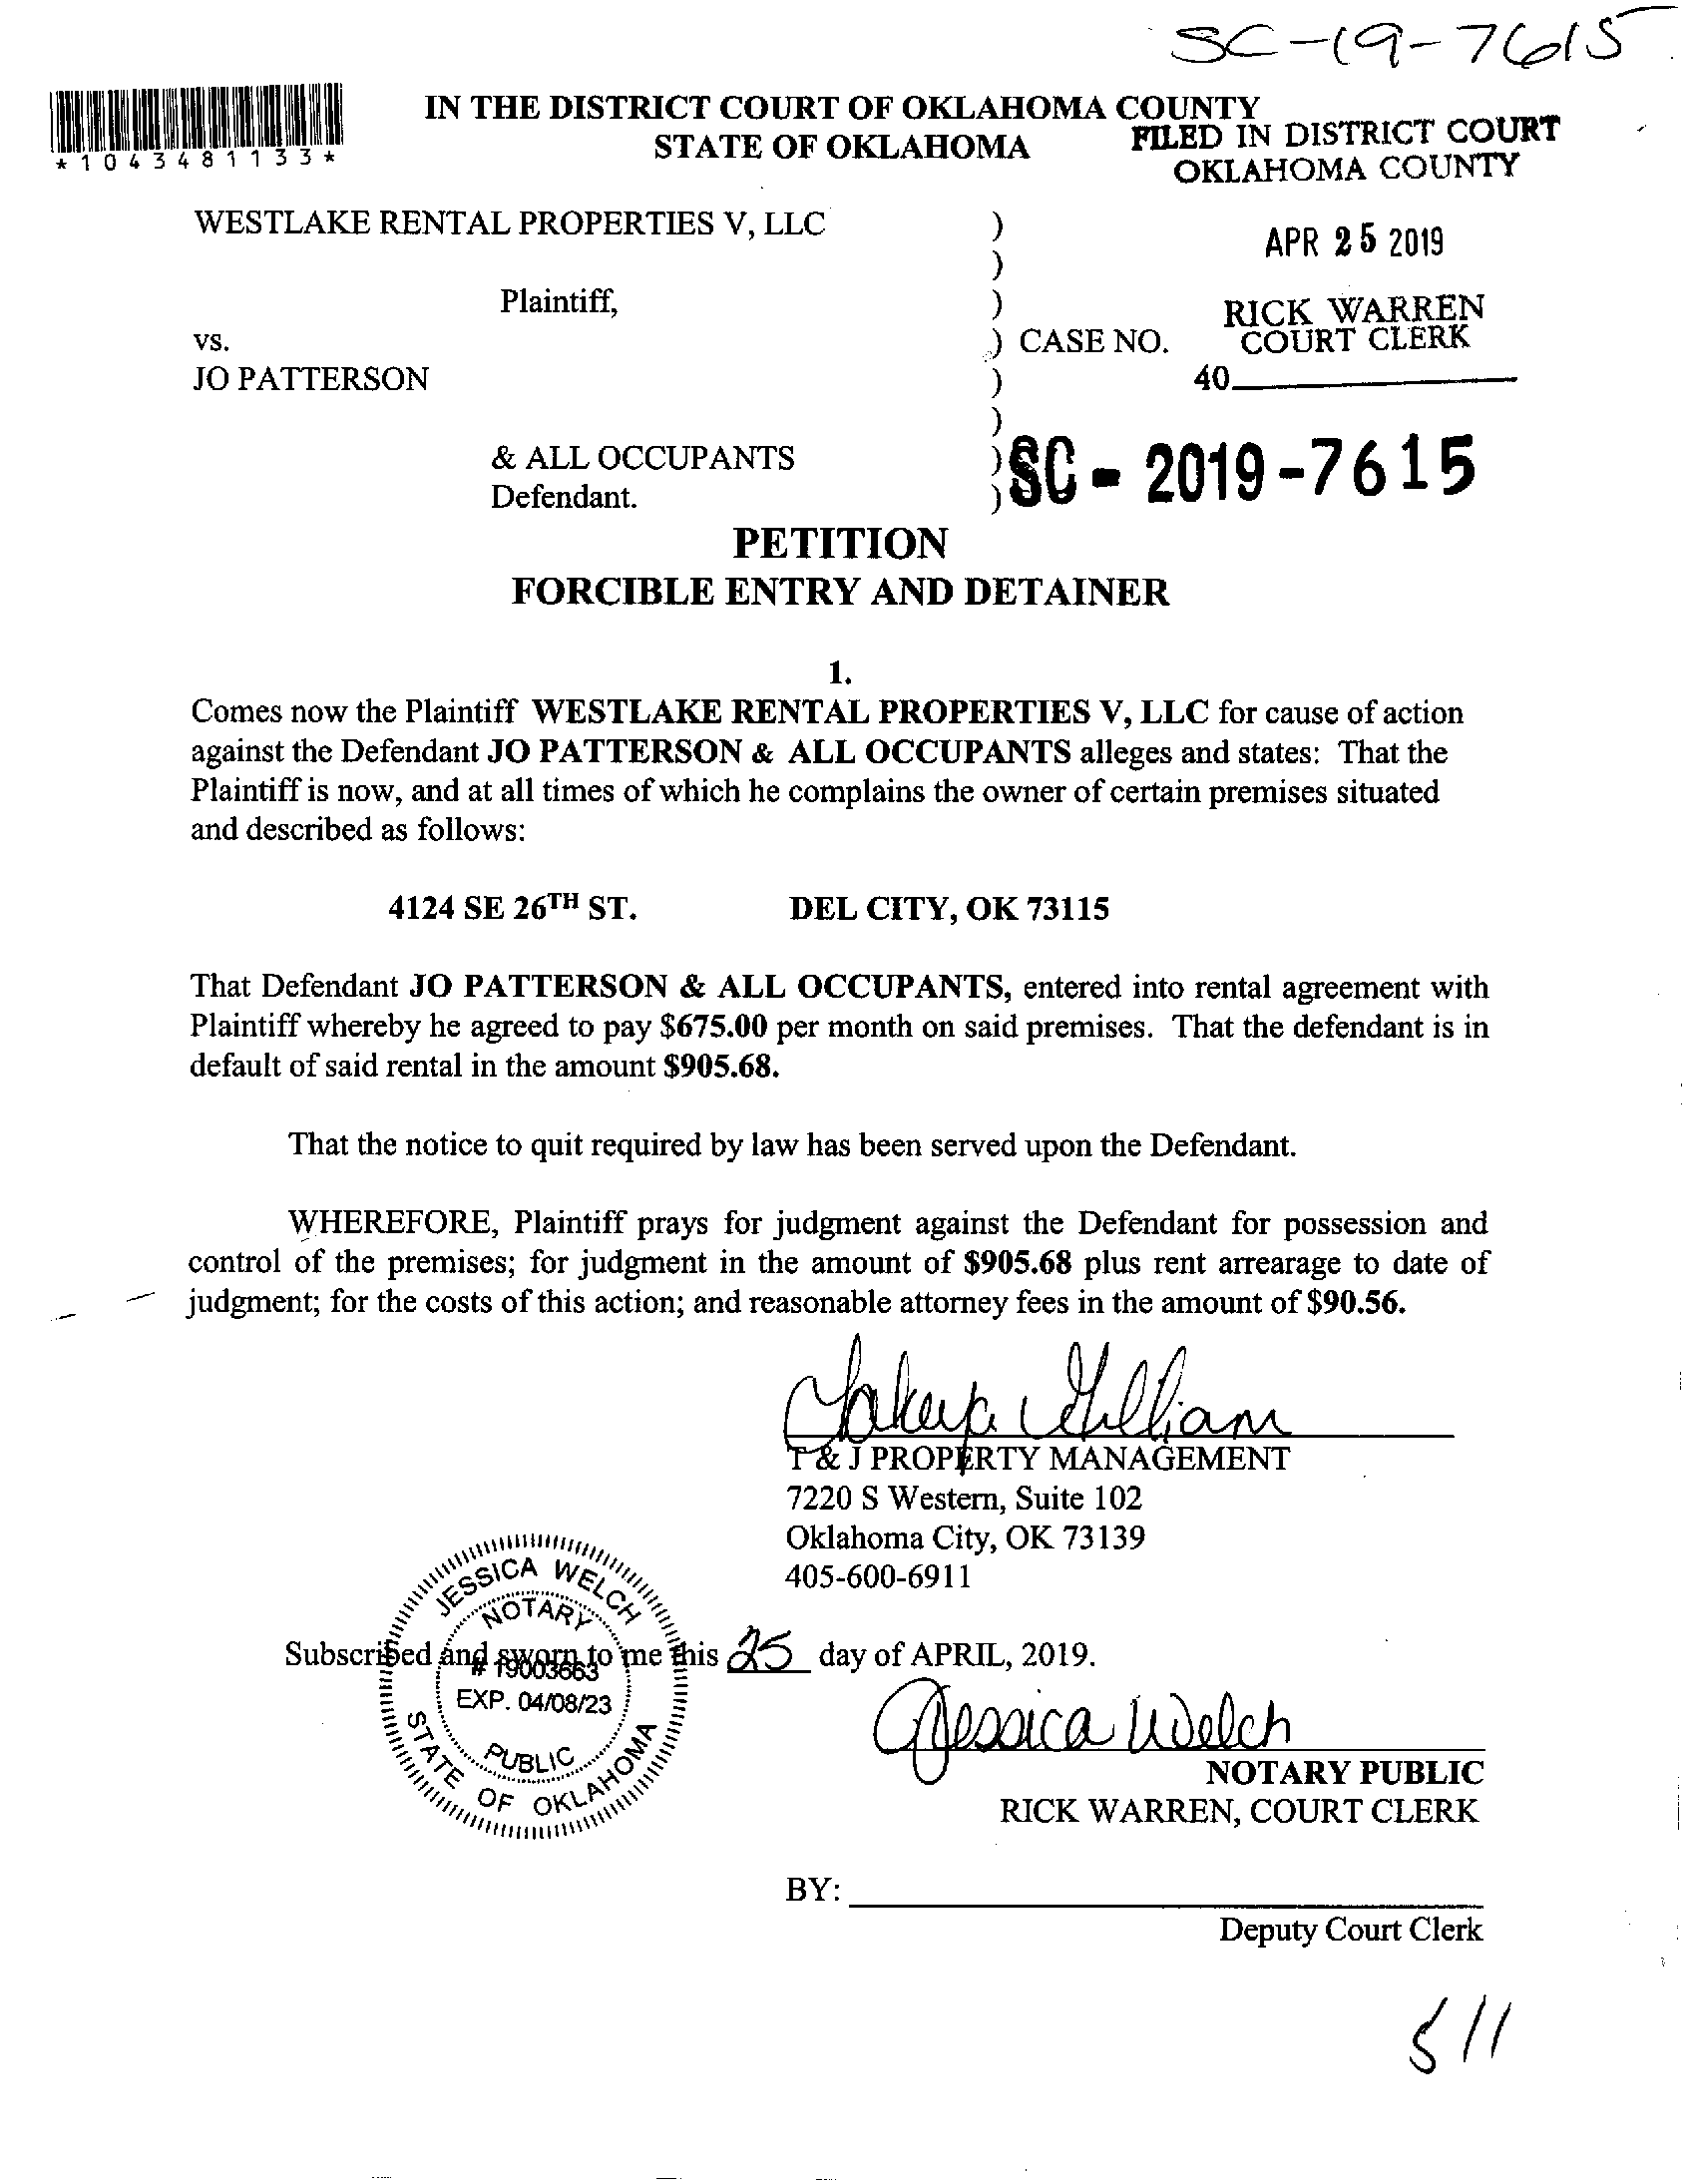 SC-19-7615
*1043481133*
IN THE DISTRICT COURT OF OKLAHOMA COUNTY
STATE OF OKLAHOMA
FILED IN DISTRICT COURT
OKLAHOMA COUNTY
WESTLAKE RENTAL PROPERTIES V, LLC )
APR 25 2019
)
Plaintiff, )
RICK WARREN
vs. ) CASE NO. COURT CLERK
JO PATTERSON ) 40
)
& ALL OCCUPANTS ) SC - 2019 -7615
Defendant. )
PETITION
FORCIBLE ENTRY AND DETAINER
1.
Comes now the Plaintiff WESTLAKE RENTAL PROPERTIES V, LLC for cause of action
against the Defendant JO PATTERSON & ALL OCCUPANTS alleges and states: That the
Plaintiff is now, and at all times of which he complains the owner of certain premises situated
and described as follows:
4124 SE 26TH ST. DEL CITY, OK 73115
That Defendant JO PATTERSON & ALL OCCUPANTS, entered into rental agreement with
Plaintiff whereby he agreed to pay $675.00 per month on said premises. That the defendant is in
default of said rental in the amount $905.68.
That the notice to quit required by law has been served upon the Defendant.
WHEREFORE, Plaintiff prays for judgment against the Defendant for possession and
control of the premises; for judgment in the amount of $905.68 plus rent arrearage to date of
judgment; for the costs of this action; and reasonable attorney fees in the amount of $90.56.
T & J PROPERTY MANAGEMENT
7220 S Western, Suite 102
Oklahoma City, OK 73139
405-600-6911
JESSICA WELCH
NOTARY
Subscribed and sworn to me this 25 day of APRIL, 2019.
# 19003663
EXP. 04/08/23
PUBLIC
STATE OF OKLAHOMA
Jessica Welch
NOTARY PUBLIC
RICK WARREN, COURT CLERK
BY:
Deputy Court Clerk